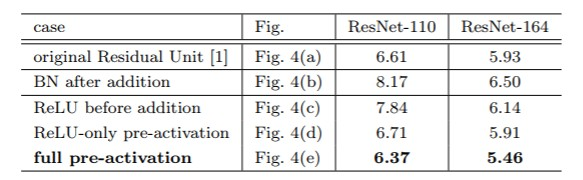 case Fig. ResNet-110 ResNet-164
original Residual Unit [1] Fig. 4(a) 6.61 5.93
BN after addition Fig. 4(b) 8.17 6.50
ReLU before addition Fig. 4(c) 7.84 6.14
ReLU-only pre-activation Fig. 4(d) 6.71 5.91
full pre-activation Fig. 4(e) 6.37 5.46